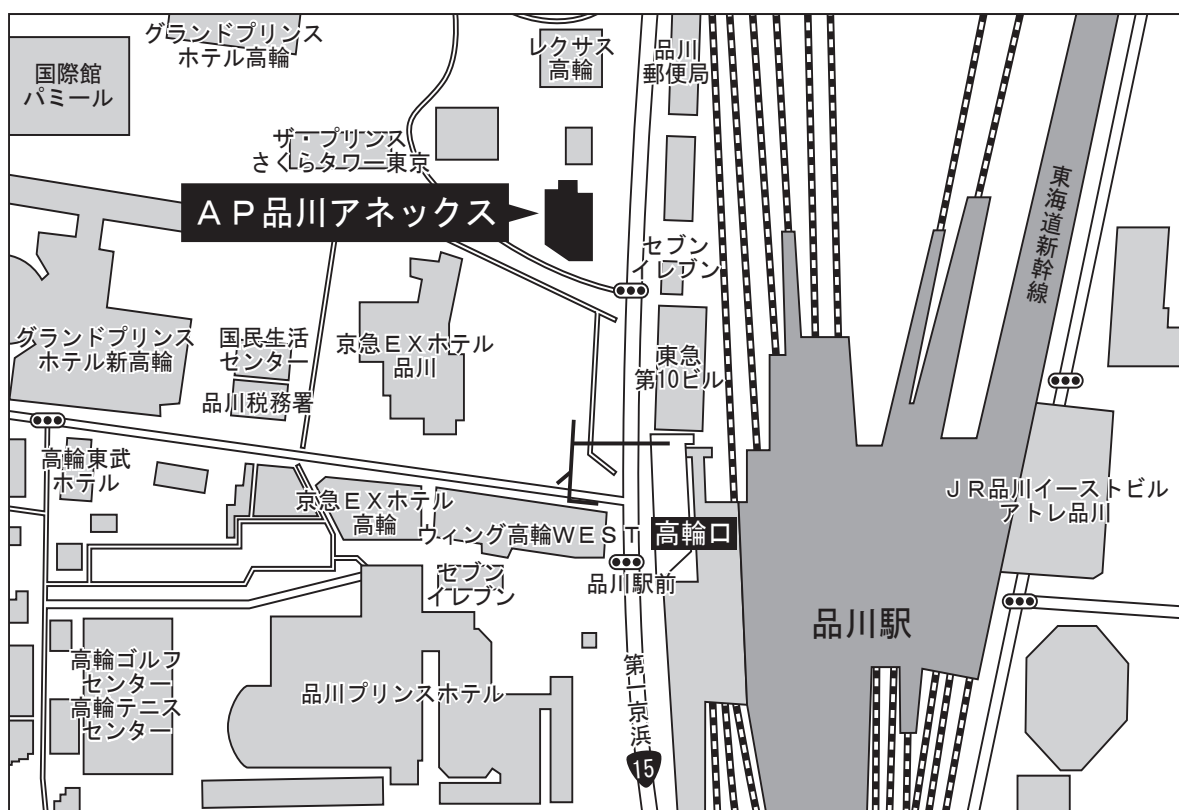 グランドプリンス
ホテル高輪
レクサス
高輪
品川
郵便局
国際館
パミール
ザ・プリンス
さくらタワー東京
ＡＰ品川アネックス
東海道新幹線
セブン
イレブン
グランドプリンス
ホテル新高輪
国民生活
センター
京急ＥＸホテル
品川
東急
第10ビル
品川税務署
高輪東武
ホテル
京急ＥＸホテル
高輪
ウィング高輪ＷＥＳＴ
高輪口
ＪＲ品川イーストビル
アトレ品川
セブン
イレブン
品川駅前
品川駅
高輪ゴルフ
センター
高輪テニス
センター
品川プリンスホテル
第一京浜
15